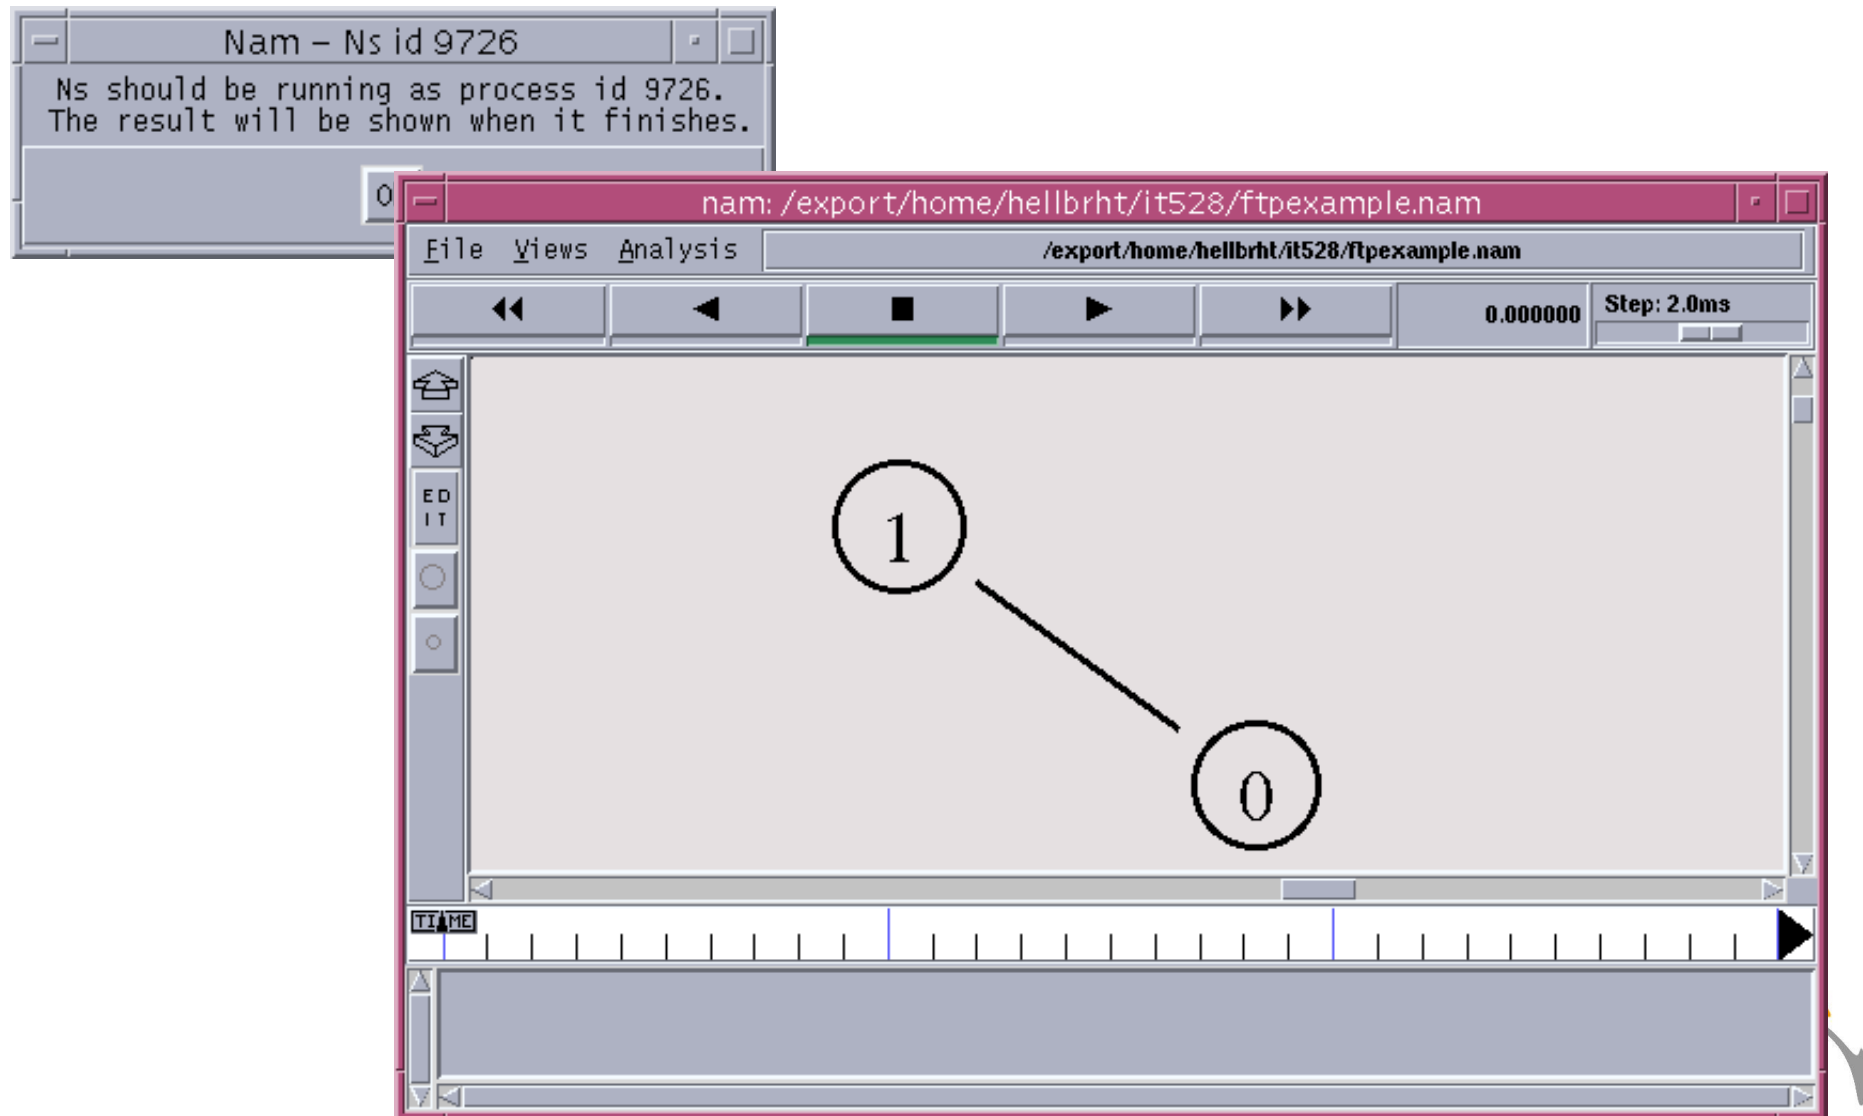 Nam – Ns id 9726
Ns should be running as process id 9726.
The result will be shown when it finishes.
nam: /export/home/hellbrht/it528/ftpexample.nam
File Views Analysis /export/home/hellbrht/it528/ftpexample.nam
0.000000 Step: 2.0ms
ED
IT
1
0
TIME